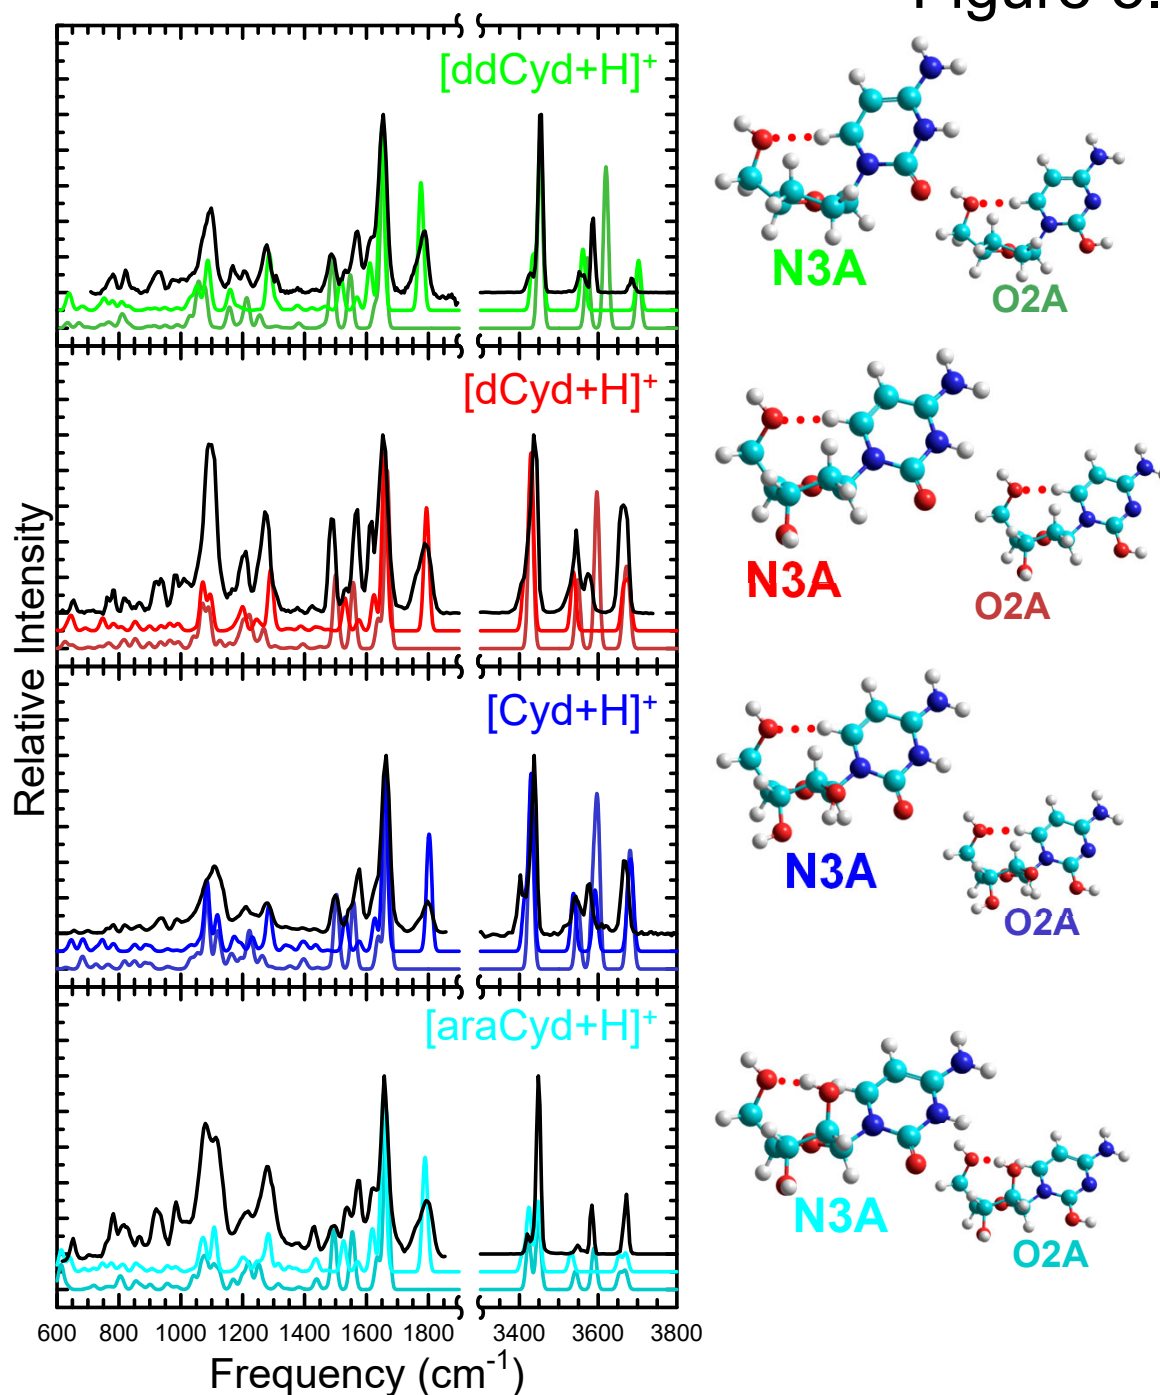 Figure 6.
[ddCyd+H]+
N3A
O2A
[dCyd+H]+
N3A
O2A
[Cyd+H]+
N3A
O2A
[araCyd+H]+
N3A
O2A
Relative Intensity
600 800 1000 1200 1400 1600 1800 3400 3600 3800
Frequency (cm-1)